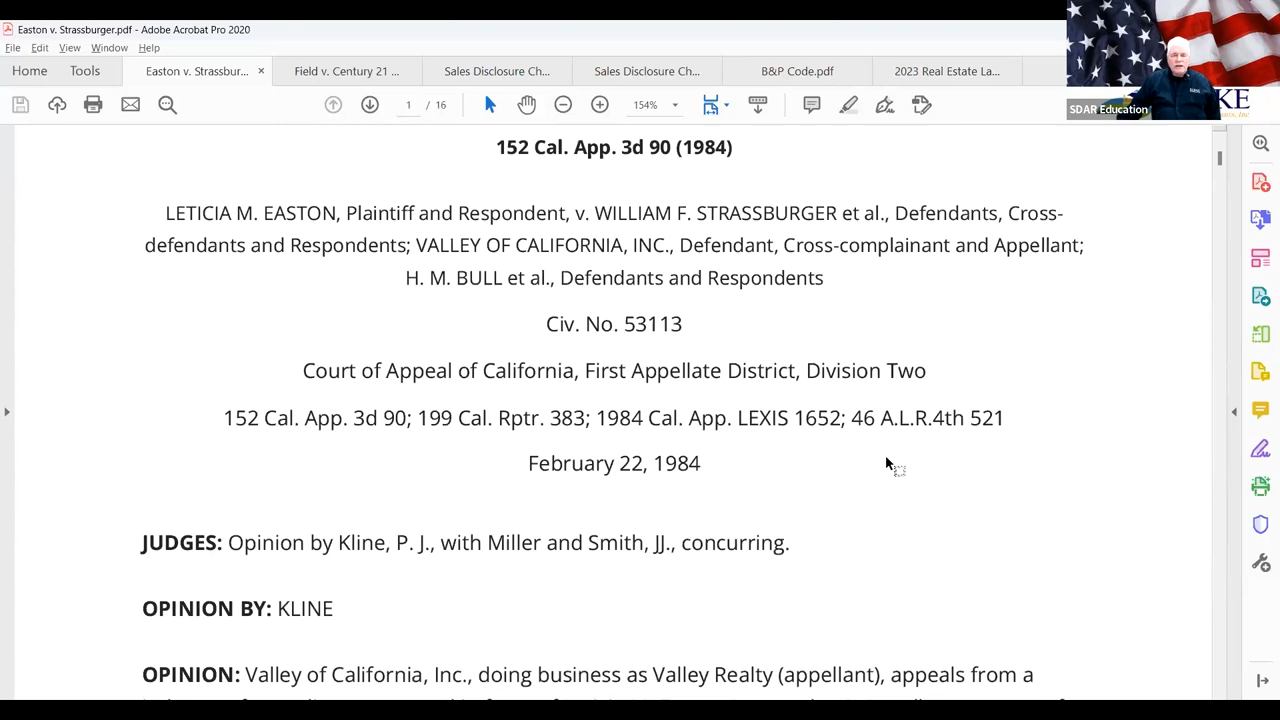 Easton v. Strassburger.pdf - Adobe Acrobat Pro 2020
File Edit View Window Help
Home Tools Easton v. Strassbur... × Field v. Century 21 ... Sales Disclosure Ch... Sales Disclosure Ch... B&P Code.pdf 2023 Real Estate La...
1 / 16 154%
SDAR Education
KE
152 Cal. App. 3d 90 (1984)
LETICIA M. EASTON, Plaintiff and Respondent, v. WILLIAM F. STRASSBURGER et al., Defendants, Cross-
defendants and Respondents; VALLEY OF CALIFORNIA, INC., Defendant, Cross-complainant and Appellant;
H. M. BULL et al., Defendants and Respondents
Civ. No. 53113
Court of Appeal of California, First Appellate District, Division Two
152 Cal. App. 3d 90; 199 Cal. Rptr. 383; 1984 Cal. App. LEXIS 1652; 46 A.L.R.4th 521
February 22, 1984
JUDGES: Opinion by Kline, P. J., with Miller and Smith, JJ., concurring.
OPINION BY: KLINE
OPINION: Valley of California, Inc., doing business as Valley Realty (appellant), appeals from a